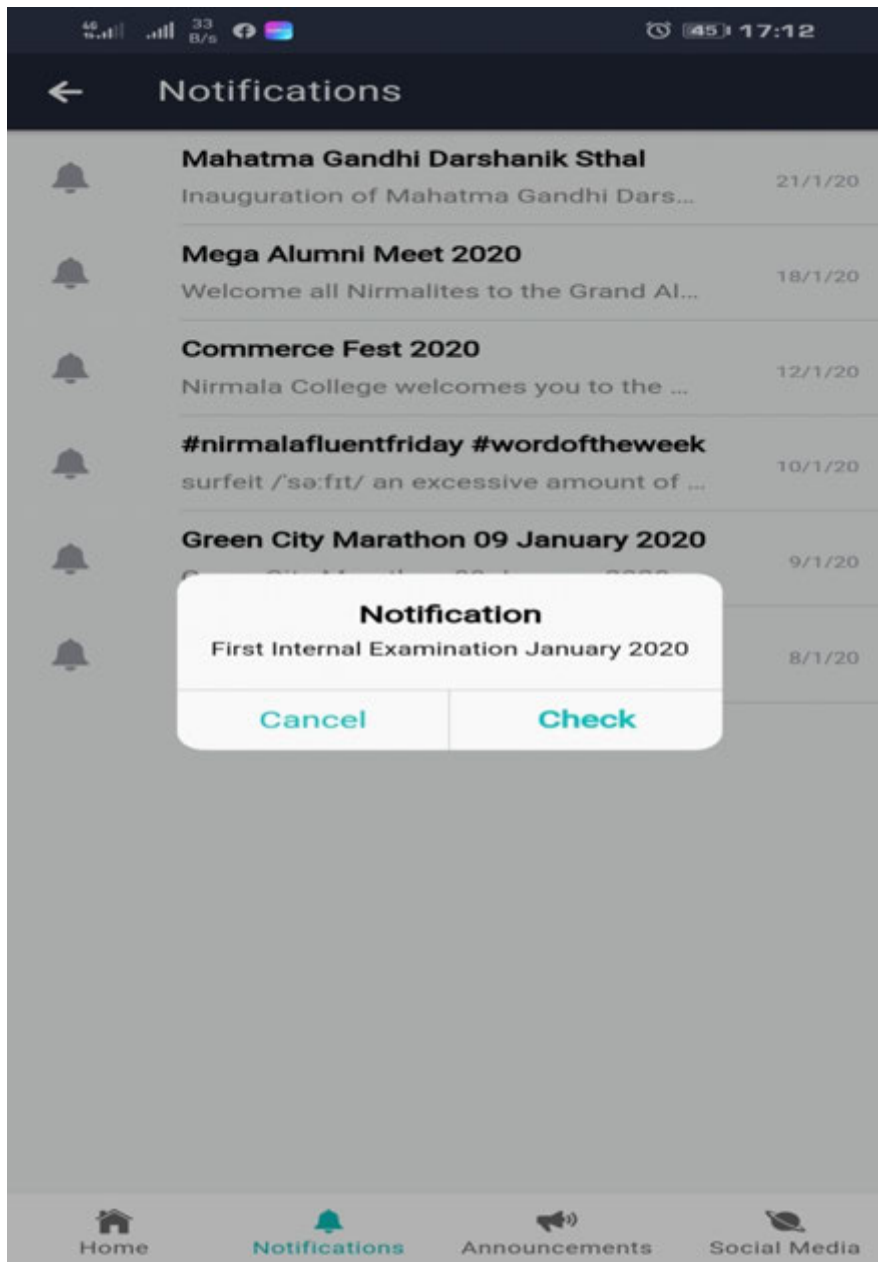 4G 33
B/s 45 17:12
Notifications
Mahatma Gandhi Darshanik Sthal
Inauguration of Mahatma Gandhi Dars...
21/1/20
Mega Alumni Meet 2020
Welcome all Nirmalites to the Grand Al...
18/1/20
Commerce Fest 2020
Nirmala College welcomes you to the ...
12/1/20
#nirmalafluentfriday #wordoftheweek
surfeit /ˈsəːfɪt/ an excessive amount of ...
10/1/20
Green City Marathon 09 January 2020
9/1/20
Notification
First Internal Examination January 2020
8/1/20
Cancel Check
Home Notifications Announcements Social Media